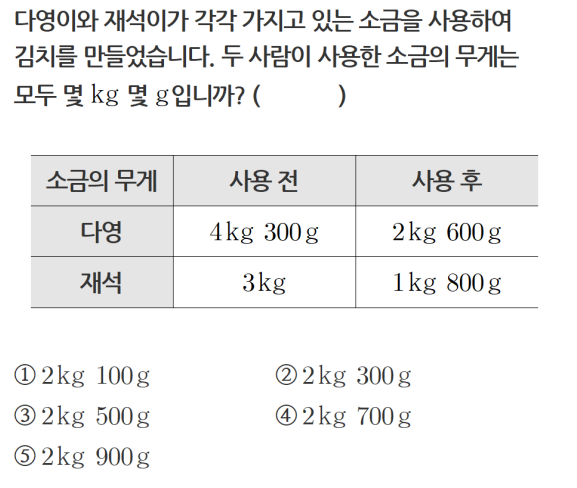 다영이와 재석이가 각각 가지고 있는 소금을 사용하여
김치를 만들었습니다. 두 사람이 사용한 소금의 무게는
모두 몇 kg 몇 g입니까? (            )
소금의 무게 사용 전 사용 후
다영 4kg 300g 2kg 600g
재석 3kg 1kg 800g
① 2kg 100g ② 2kg 300g
③ 2kg 500g ④ 2kg 700g
⑤ 2kg 900g